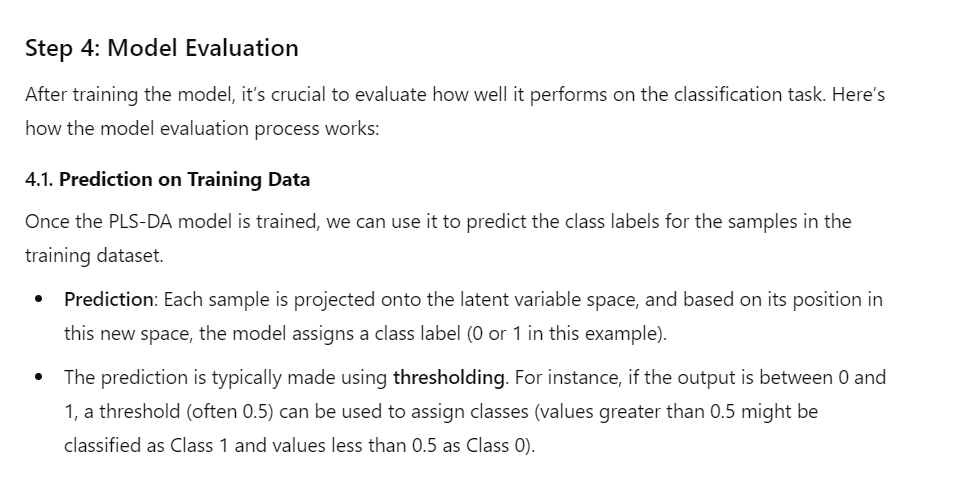 Step 4: Model Evaluation
After training the model, it's crucial to evaluate how well it performs on the classification task. Here's
how the model evaluation process works:
4.1. Prediction on Training Data
Once the PLS-DA model is trained, we can use it to predict the class labels for the samples in the
training dataset.
• Prediction: Each sample is projected onto the latent variable space, and based on its position in
this new space, the model assigns a class label (0 or 1 in this example).
• The prediction is typically made using thresholding. For instance, if the output is between 0 and
1, a threshold (often 0.5) can be used to assign classes (values greater than 0.5 might be
classified as Class 1 and values less than 0.5 as Class 0).